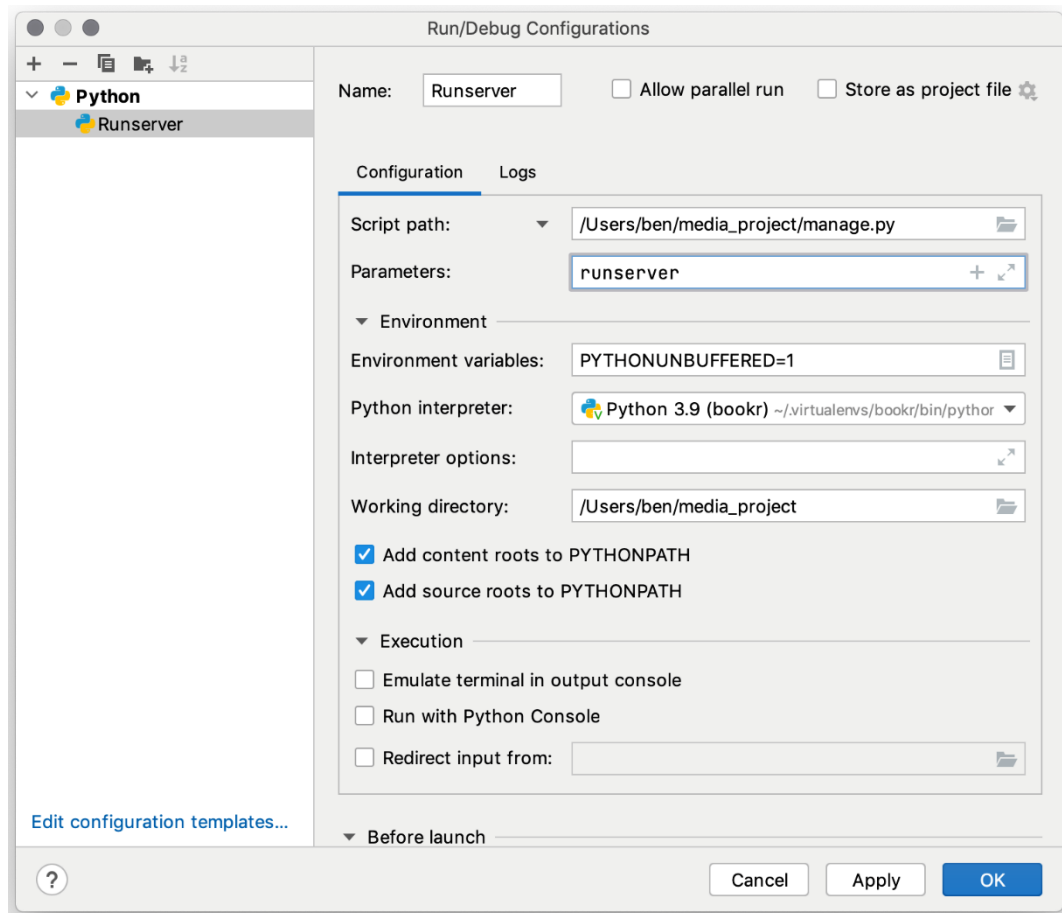 Run/Debug Configurations
Python
Runserver
Name: Runserver Allow parallel run Store as project file
Configuration Logs
Script path: /Users/ben/media_project/manage.py
Parameters: runserver
Environment
Environment variables: PYTHONUNBUFFERED=1
Python interpreter: Python 3.9 (bookr) ~/.virtualenvs/bookr/bin/pythor
Interpreter options:
Working directory: /Users/ben/media_project
Add content roots to PYTHONPATH
Add source roots to PYTHONPATH
Execution
Emulate terminal in output console
Run with Python Console
Redirect input from:
Edit configuration templates...
Before launch
? Cancel Apply OK